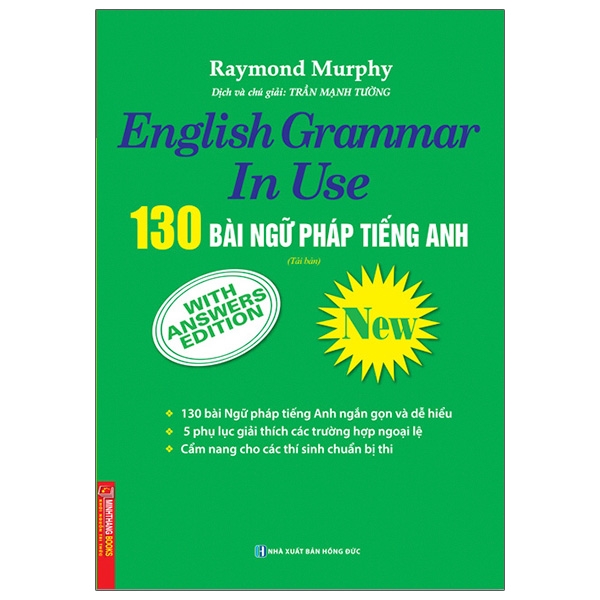 Raymond Murphy
Dịch và chú giải: TRẦN MẠNH TƯỜNG
English Grammar
In Use
130 BÀI NGỮ PHÁP TIẾNG ANH
(Tái bản)
WITH
ANSWERS
EDITION
New
130 bài Ngữ pháp tiếng Anh ngắn gọn và dễ hiểu
5 phụ lục giải thích các trường hợp ngoại lệ
Cẩm nang cho các thí sinh chuẩn bị thi
MINHTHANG BOOKS
NHÀ XUẤT BẢN HỒNG ĐỨC